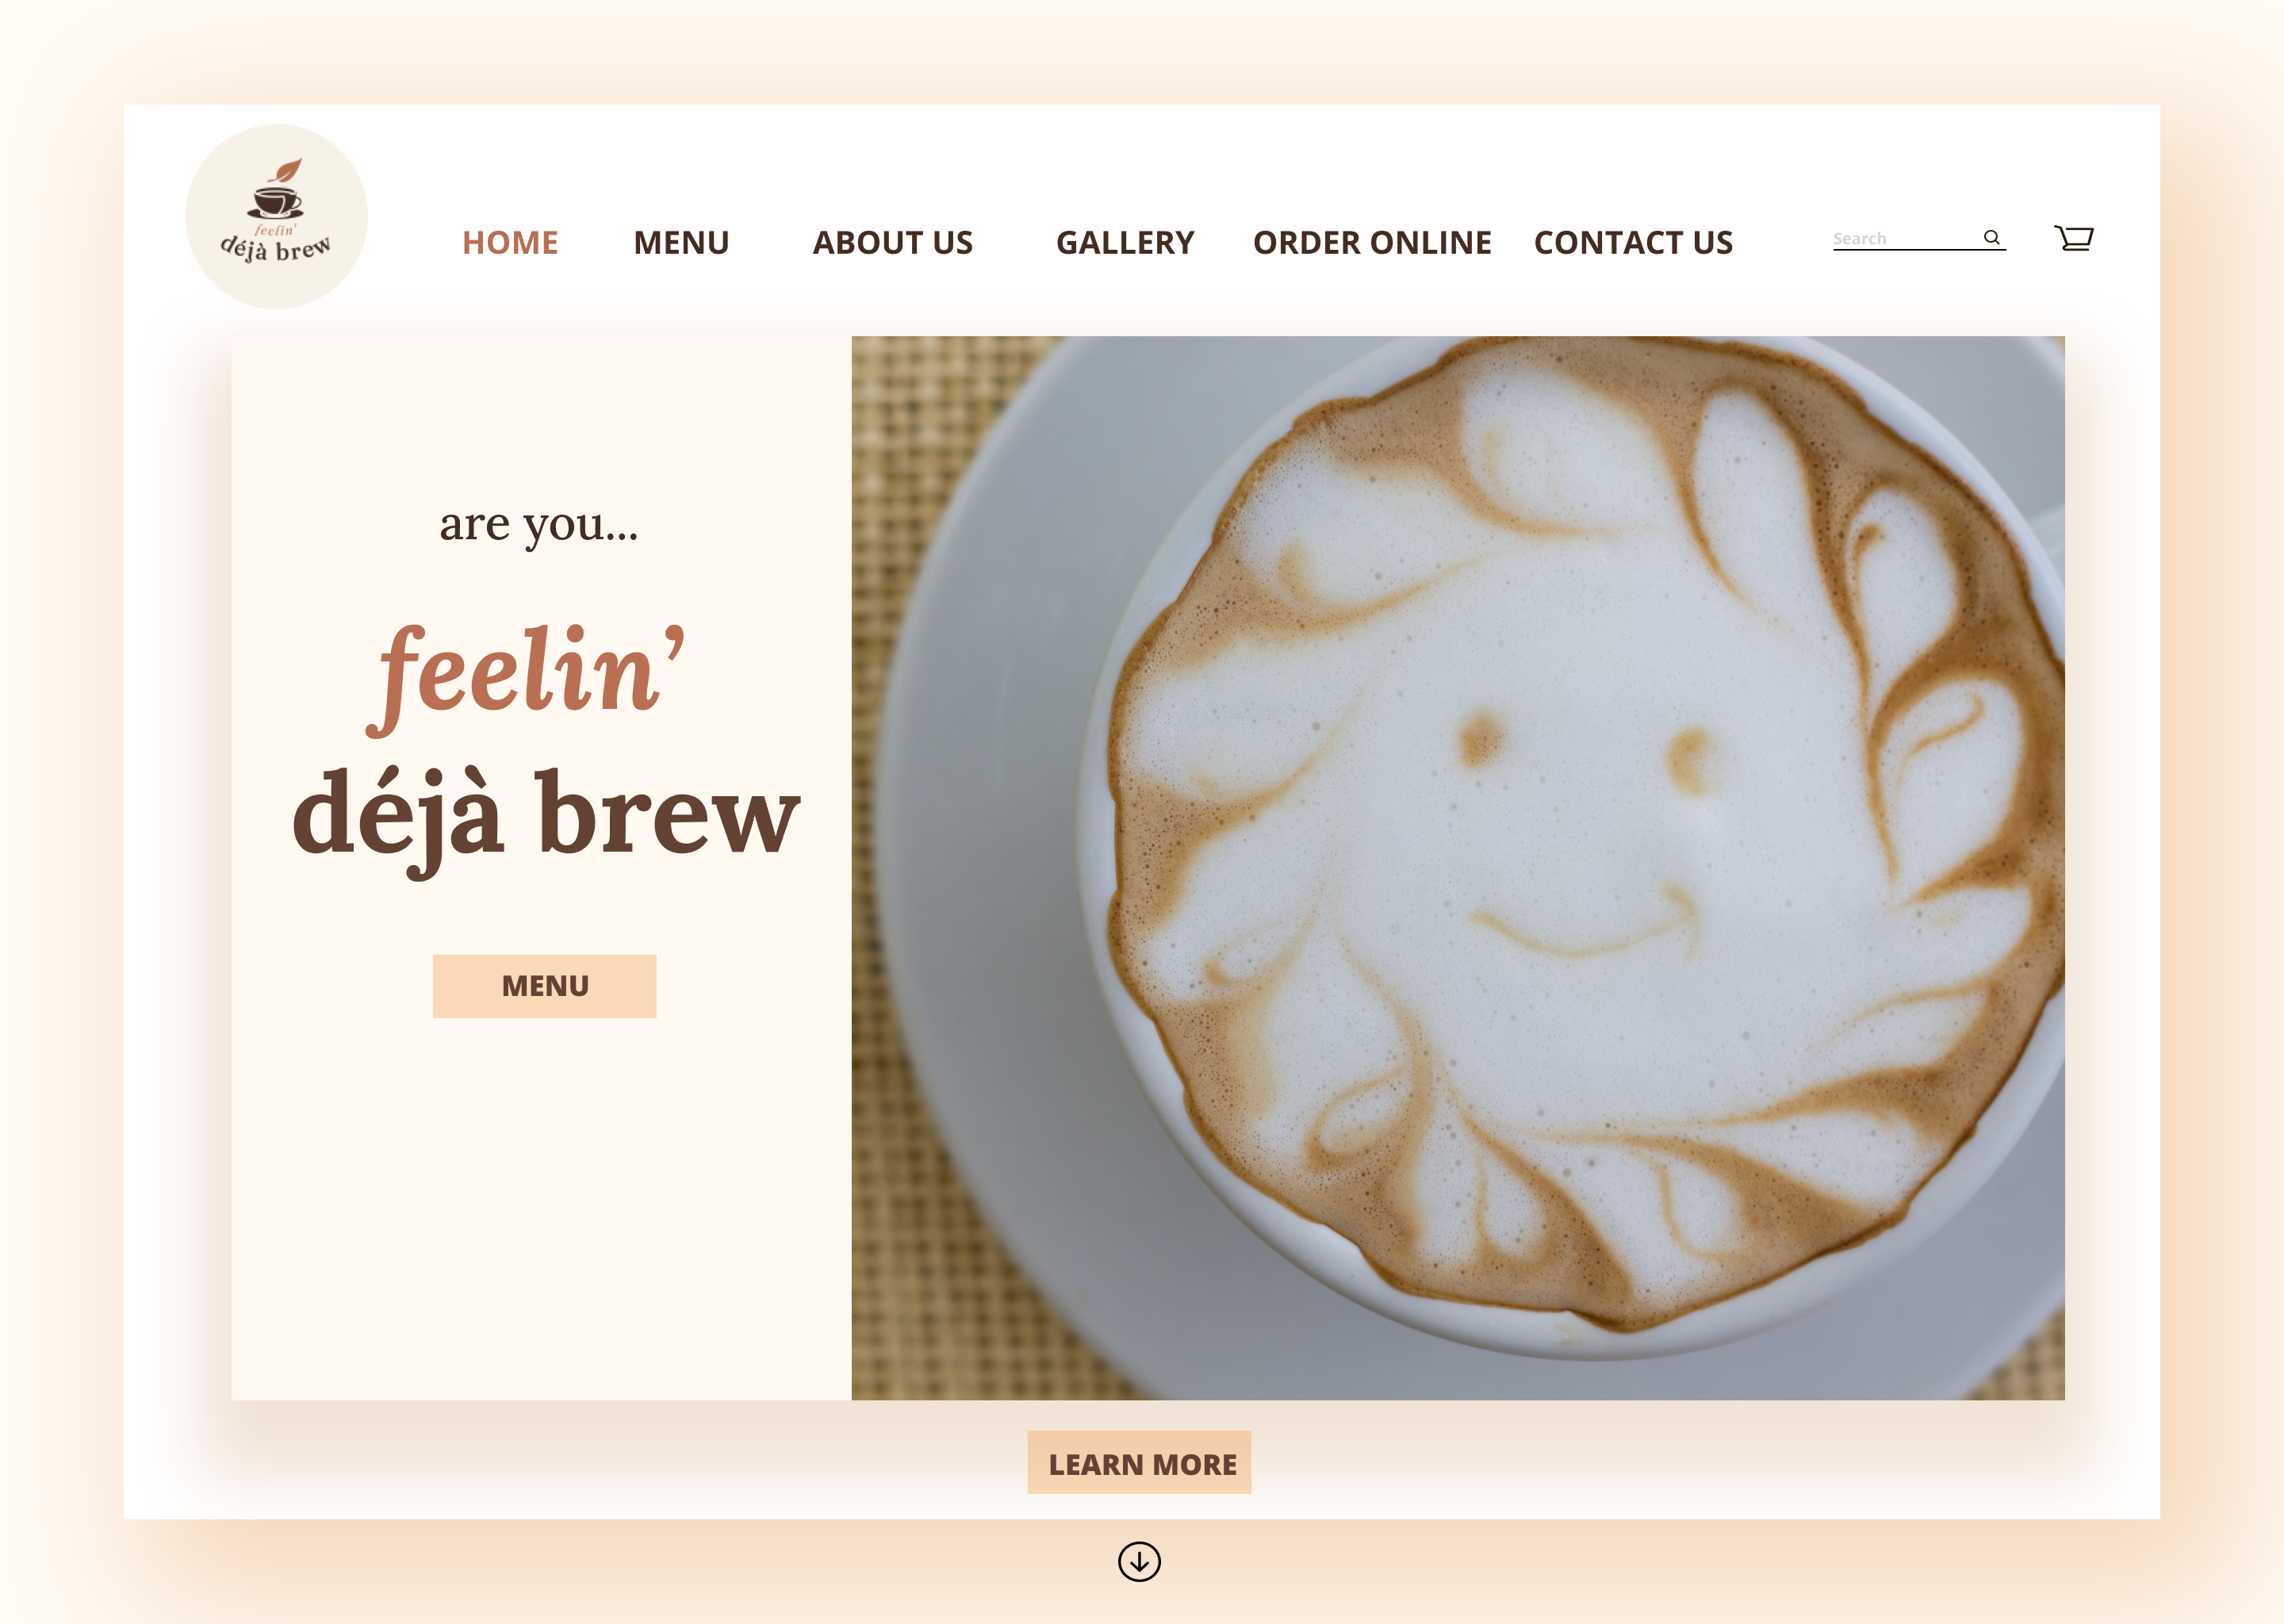 feelin'
déjà brew
HOME MENU ABOUT US GALLERY ORDER ONLINE CONTACT US Search
are you...
feelin’
déjà brew
MENU
LEARN MORE